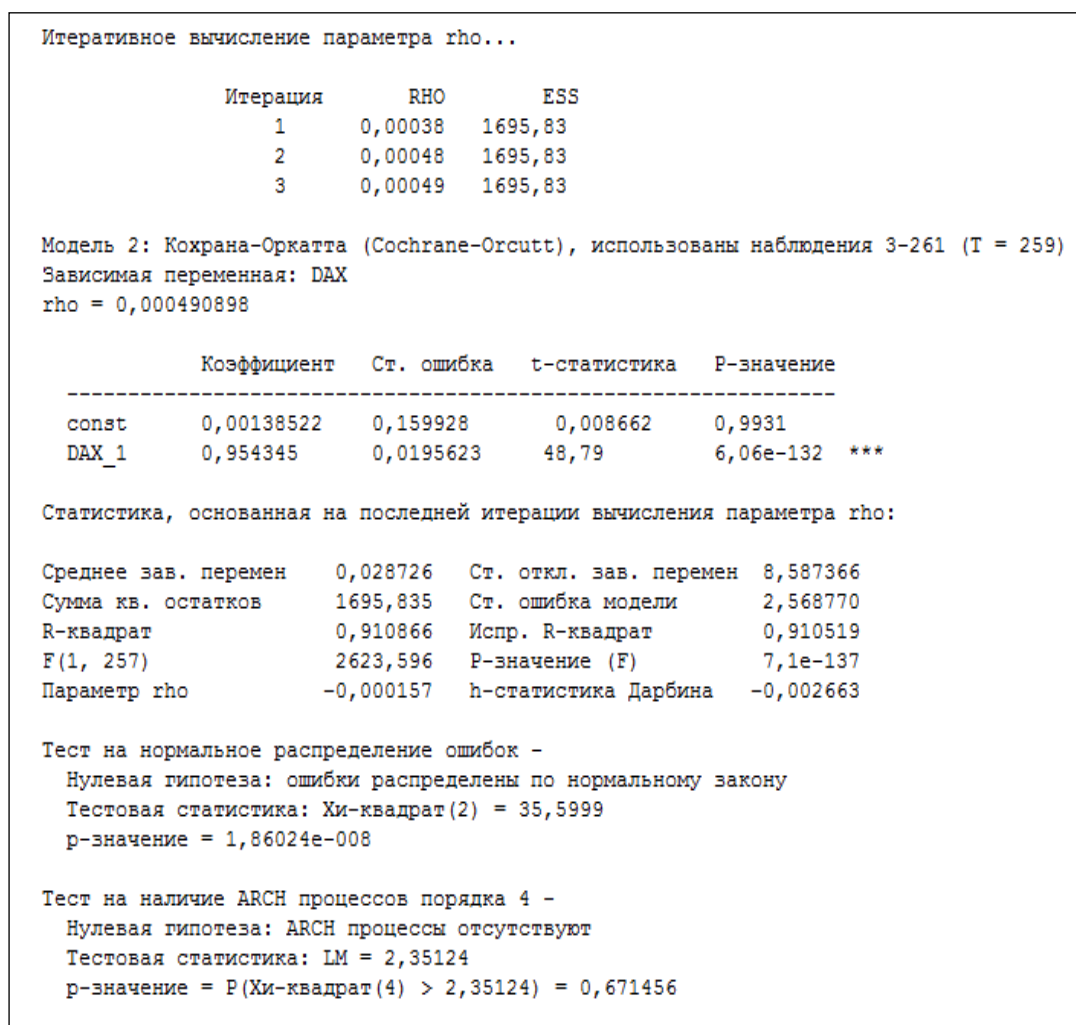 Итеративное вычисление параметра rho...
Итерация RHO ESS
1 0,00038 1695,83
2 0,00048 1695,83
3 0,00049 1695,83
Модель 2: Кохрана-Оркатта (Cochrane-Orcutt), использованы наблюдения 3-261 (T = 259)
Зависимая переменная: DAX
rho = 0,000490898
Коэффициент Ст. ошибка t-статистика P-значение
----------------------------------------------------------------
const 0,00138522 0,159928 0,008662 0,9931
DAX_1 0,954345 0,0195623 48,79 6,06e-132 ***
Статистика, основанная на последней итерации вычисления параметра rho:
Среднее зав. перемен 0,028726 Ст. откл. зав. перемен 8,587366
Сумма кв. остатков 1695,835 Ст. ошибка модели 2,568770
R-квадрат 0,910866 Испр. R-квадрат 0,910519
F(1, 257) 2623,596 P-значение (F) 7,1e-137
Параметр rho -0,000157 h-статистика Дарбина -0,002663
Тест на нормальное распределение ошибок -
Нулевая гипотеза: ошибки распределены по нормальному закону
Тестовая статистика: Хи-квадрат(2) = 35,5999
р-значение = 1,86024e-008
Тест на наличие ARCH процессов порядка 4 -
Нулевая гипотеза: ARCH процессы отсутствуют
Тестовая статистика: LM = 2,35124
р-значение = P(Хи-квадрат(4) > 2,35124) = 0,671456